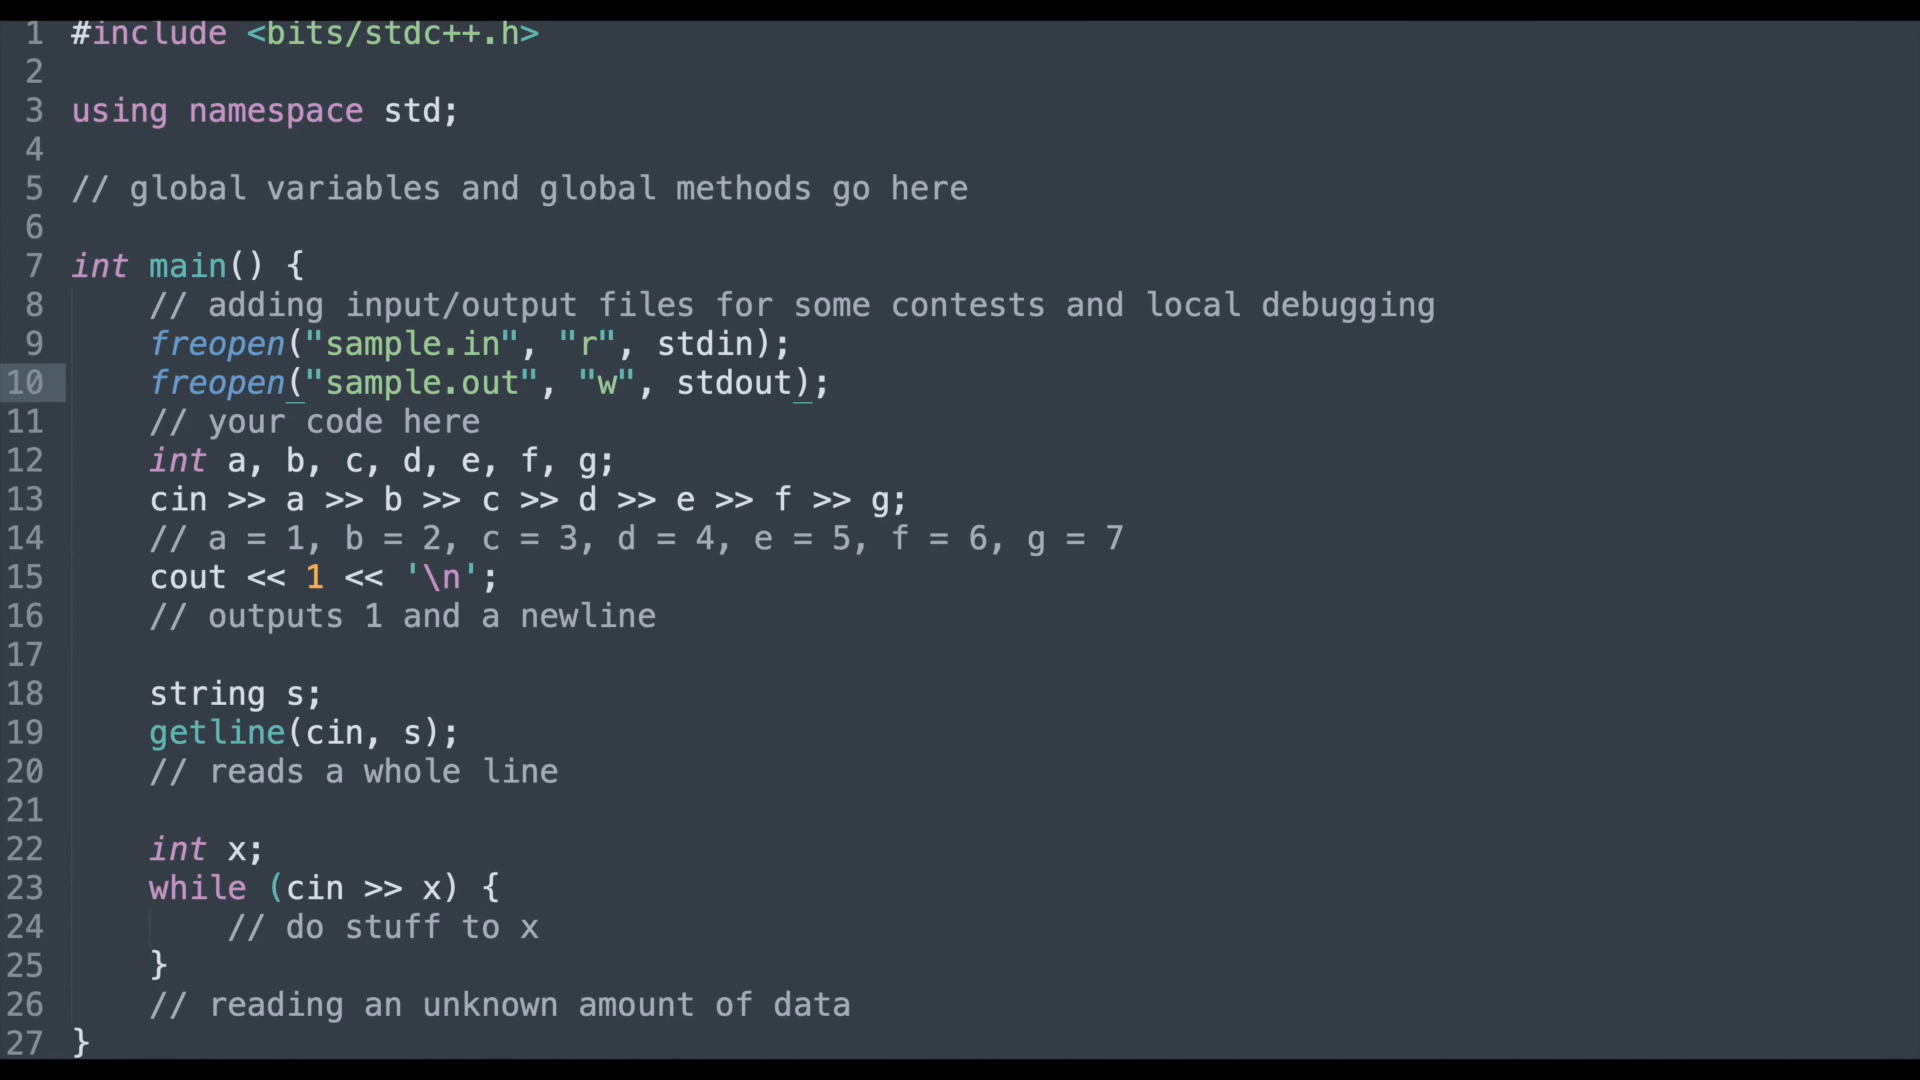 1 #include <bits/stdc++.h>
2
3 using namespace std;
4
5 // global variables and global methods go here
6
7 int main() {
8 // adding input/output files for some contests and local debugging
9 freopen("sample.in", "r", stdin);
10 freopen("sample.out", "w", stdout);
11 // your code here
12 int a, b, c, d, e, f, g;
13 cin >> a >> b >> c >> d >> e >> f >> g;
14 // a = 1, b = 2, c = 3, d = 4, e = 5, f = 6, g = 7
15 cout << 1 << '\n';
16 // outputs 1 and a newline
17
18 string s;
19 getline(cin, s);
20 // reads a whole line
21
22 int x;
23 while (cin >> x) {
24 // do stuff to x
25 }
26 // reading an unknown amount of data
27 }